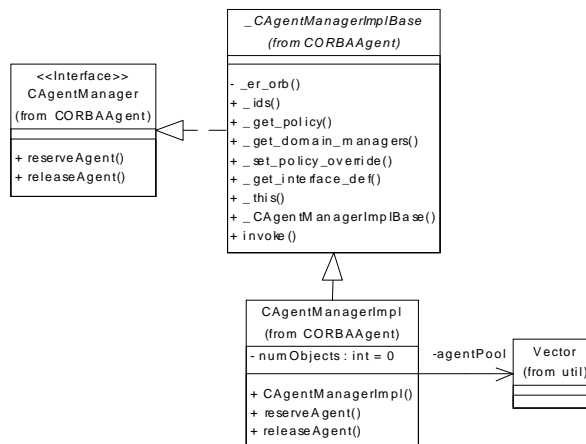 _CAgentManagerImplBase
(from CORBAAgent)
- _er_orb()
+ _ids()
+ _get_policy()
+ _get_domain_managers()
+ _set_policy_override()
+ _get_interface_def()
+ _this()
+ _CAgentManagerImplBase()
+ invoke()
<<Interface>>
CAgentManager
(from CORBAAgent)
+ reserveAgent()
+ releaseAgent()
CAgentManagerImpl
(from CORBAAgent)
- numObjects : int = 0
+ CAgentManagerImpl()
+ reserveAgent()
+ releaseAgent()
-agentPool
Vector
(from util)